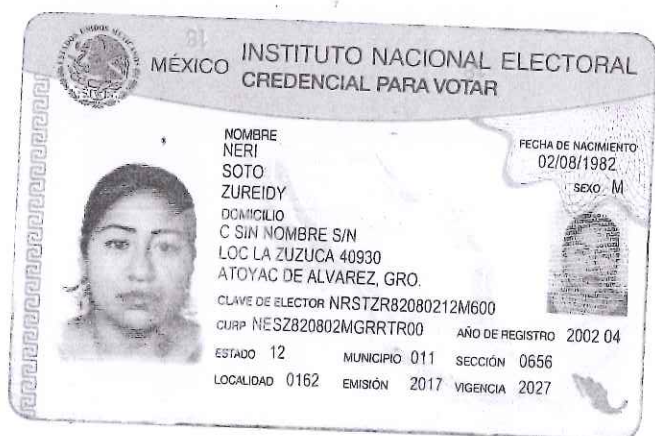 MÉXICO INSTITUTO NACIONAL ELECTORAL
CREDENCIAL PARA VOTAR
NOMBRE
NERI
SOTO
ZUREIDY
FECHA DE NACIMIENTO
02/08/1982
SEXO M
DOMICILIO
C SIN NOMBRE S/N
LOC LA ZUZUCA 40930
ATOYAC DE ALVAREZ, GRO.
CLAVE DE ELECTOR NRSTZR82080212M600
CURP NESZ820802MGRRTR00 AÑO DE REGISTRO 2002 04
ESTADO 12 MUNICIPIO 011 SECCIÓN 0656
LOCALIDAD 0162 EMISIÓN 2017 VIGENCIA 2027